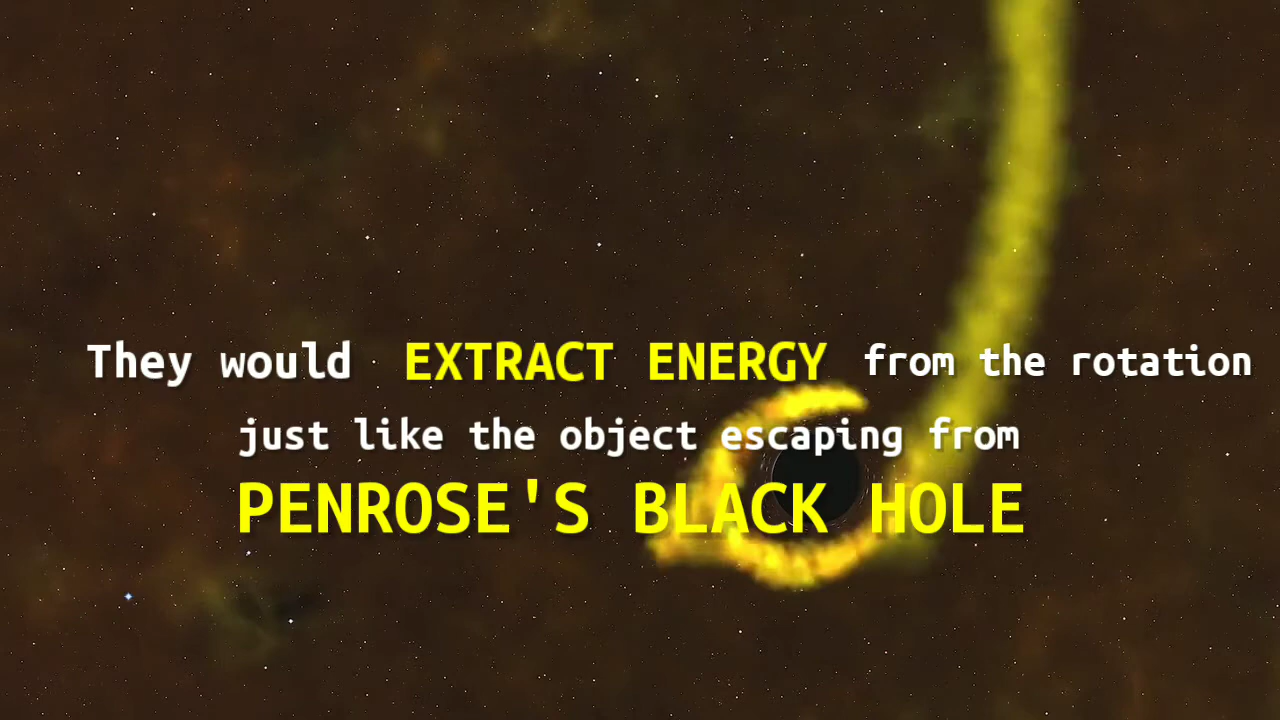 They would EXTRACT ENERGY from the rotation
just like the object escaping from
PENROSE'S BLACK HOLE